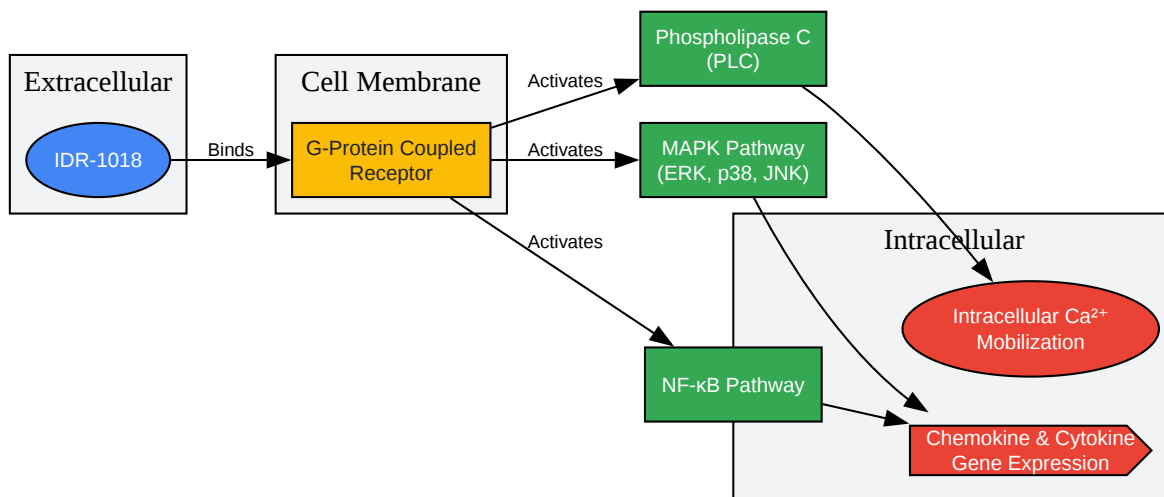 Phospholipase C
(PLC)
Extracellular
Cell Membrane
Activates
IDR-1018
Binds
G-Protein Coupled
Receptor
Activates
MAPK Pathway
(ERK, p38, JNK)
Activates
Intracellular
Intracellular Ca²⁺
Mobilization
NF-κB Pathway
Chemokine & Cytokine
Gene Expression